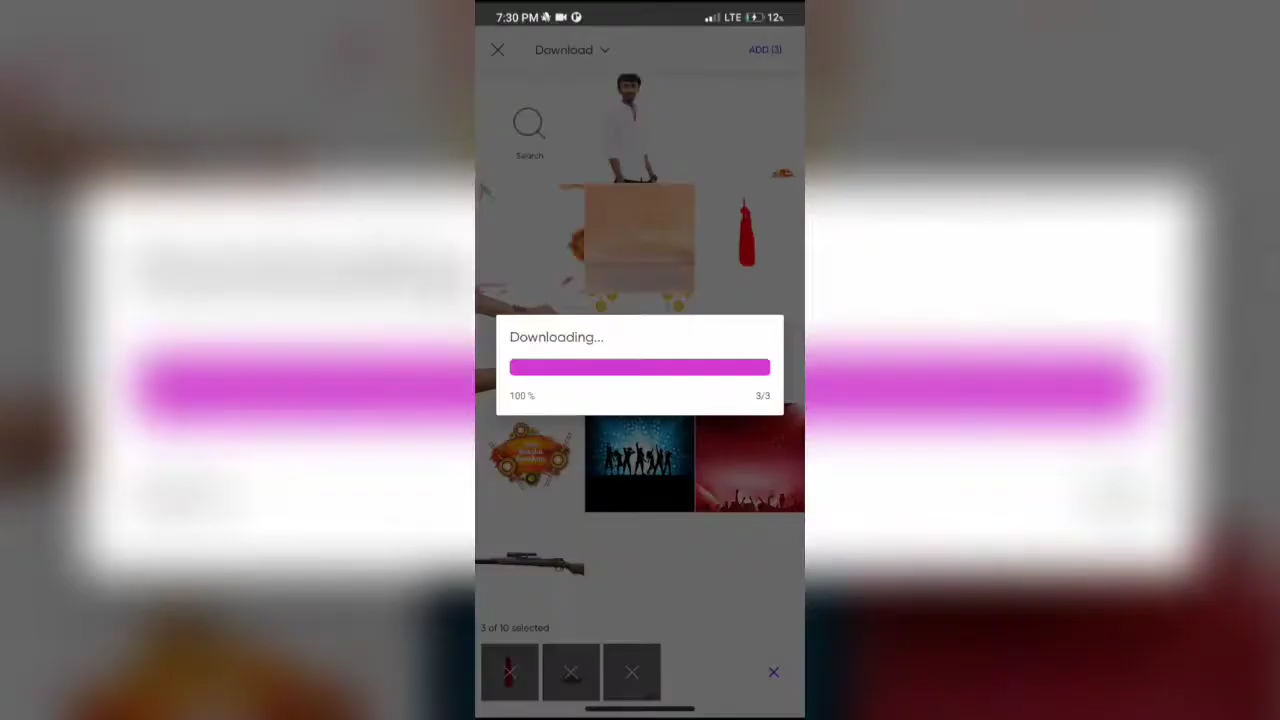 7:30 PM LTE 12%
Download ADD (3)
Search
Downloading...
100 % 3/3
3 of 10 selected